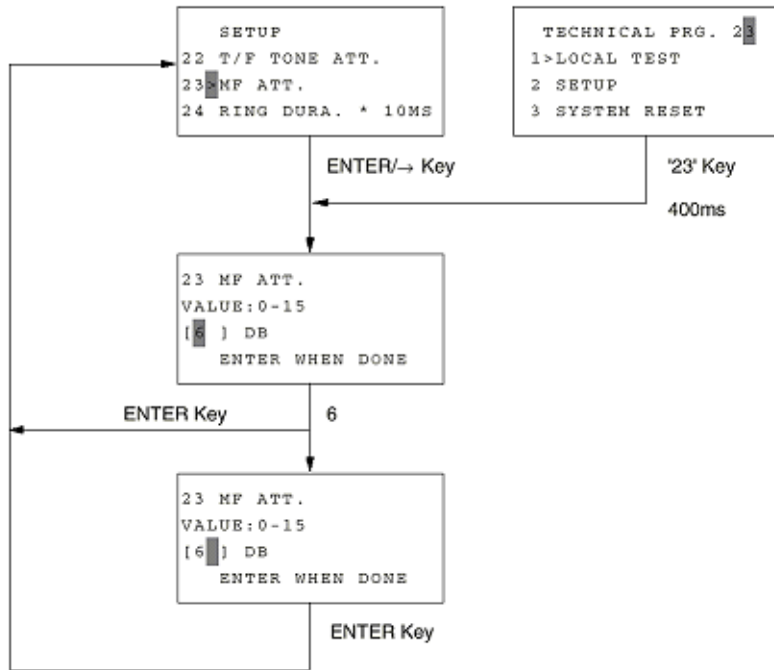 SETUP
22 T/F TONE ATT.
23>MF ATT.
24 RING DURA. * 10MS
TECHNICAL PRG. 23
1>LOCAL TEST
2 SETUP
3 SYSTEM RESET
ENTER/→ Key
'23' Key
400ms
23 MF ATT.
VALUE:0-15
[6 ] DB
ENTER WHEN DONE
ENTER Key
6
23 MF ATT.
VALUE:0-15
[6 ] DB
ENTER WHEN DONE
ENTER Key